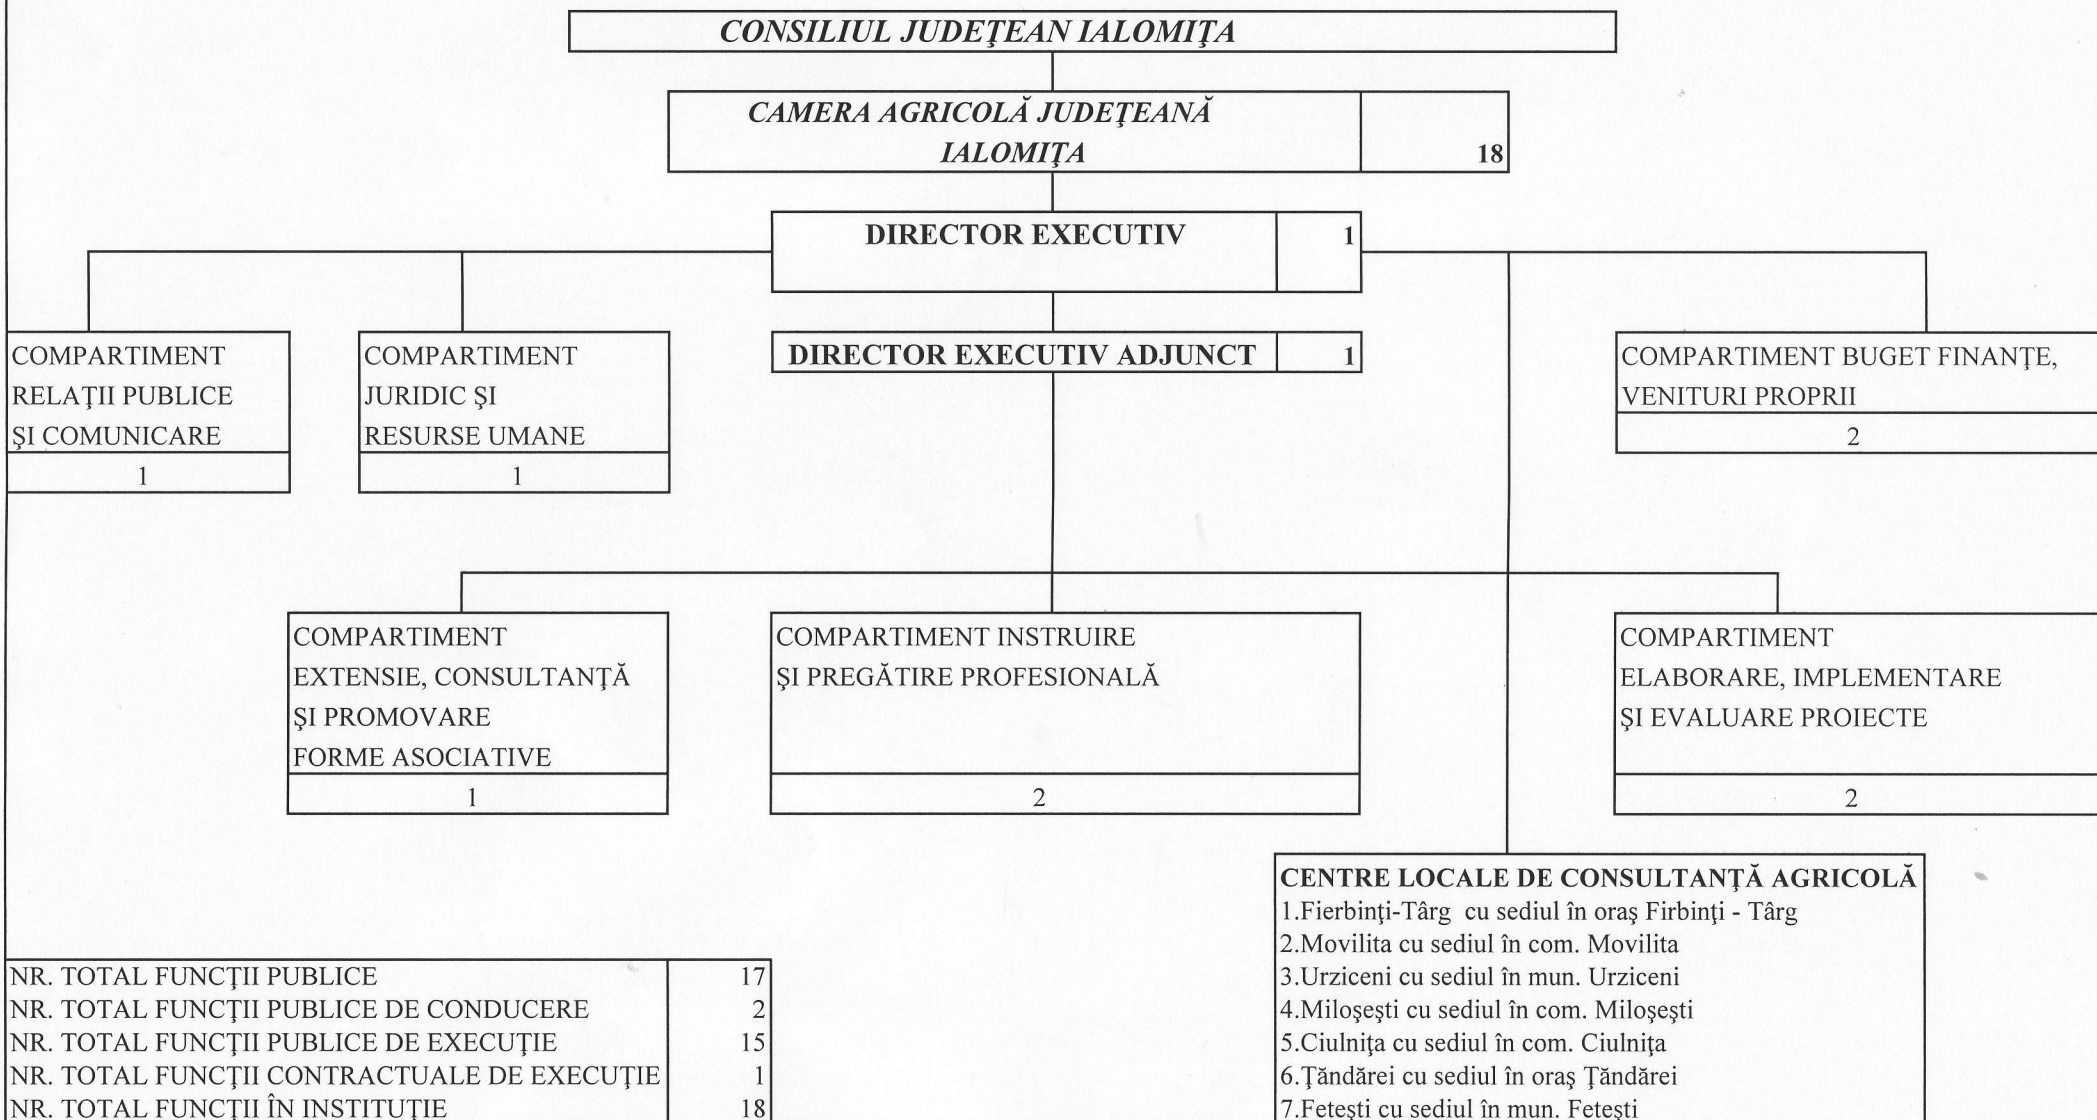 CONSILIUL JUDEŢEAN IALOMIŢA
CAMERA AGRICOLĂ JUDEŢEANĂ
IALOMIŢA
18
DIRECTOR EXECUTIV 1
DIRECTOR EXECUTIV ADJUNCT 1
COMPARTIMENT
RELAŢII PUBLICE
ŞI COMUNICARE
1
COMPARTIMENT
JURIDIC ŞI
RESURSE UMANE
1
COMPARTIMENT BUGET FINANŢE,
VENITURI PROPRII
2
COMPARTIMENT
EXTENSIE, CONSULTANŢĂ
ŞI PROMOVARE
FORME ASOCIATIVE
1
COMPARTIMENT INSTRUIRE
ŞI PREGĂTIRE PROFESIONALĂ
2
COMPARTIMENT
ELABORARE, IMPLEMENTARE
ŞI EVALUARE PROIECTE
2
CENTRE LOCALE DE CONSULTANŢĂ AGRICOLĂ
1.Fierbinţi-Târg cu sediul în oraş Firbinţi - Târg
2.Movilita cu sediul în com. Movilita
3.Urziceni cu sediul în mun. Urziceni
4.Miloşeşti cu sediul în com. Miloşeşti
5.Ciulniţa cu sediul în com. Ciulniţa
6.Ţăndărei cu sediul în oraş Ţăndărei
7.Feteşti cu sediul în mun. Feteşti
NR. TOTAL FUNCŢII PUBLICE 17
NR. TOTAL FUNCŢII PUBLICE DE CONDUCERE 2
NR. TOTAL FUNCŢII PUBLICE DE EXECUŢIE 15
NR. TOTAL FUNCŢII CONTRACTUALE DE EXECUŢIE 1
NR. TOTAL FUNCŢII ÎN INSTITUŢIE 18